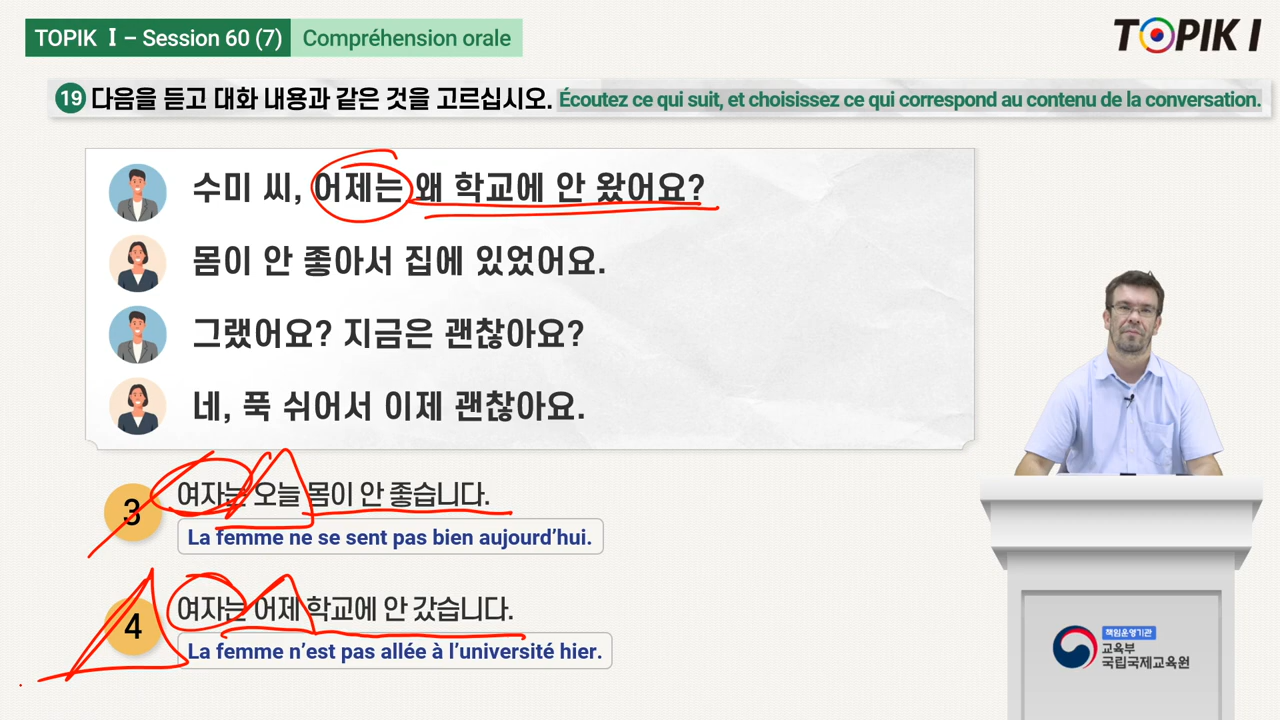 TOPIK Ⅰ – Session 60 (7) Compréhension orale
TOPIK I
19 다음을 듣고 대화 내용과 같은 것을 고르십시오. Écoutez ce qui suit, et choisissez ce qui correspond au contenu de la conversation.
수미 씨, 어제는 왜 학교에 안 왔어요?
몸이 안 좋아서 집에 있었어요.
그랬어요? 지금은 괜찮아요?
네, 푹 쉬어서 이제 괜찮아요.
3 여자는 오늘 몸이 안 좋습니다.
La femme ne se sent pas bien aujourd’hui.
4 여자는 어제 학교에 안 갔습니다.
La femme n’est pas allée à l’université hier.
책임운영기관
교육부
국립국제교육원